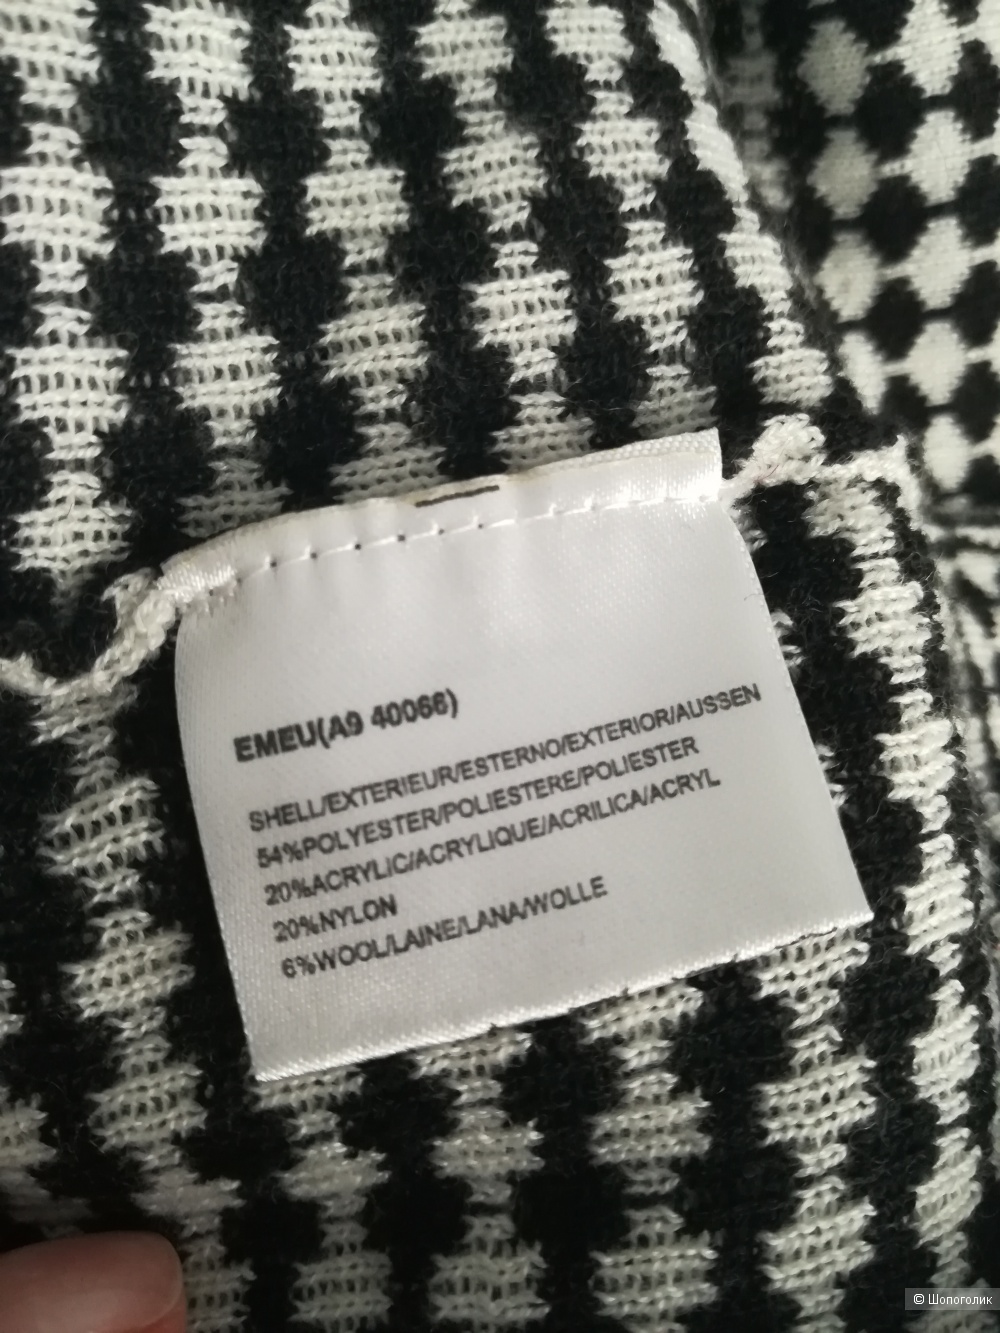 EMEU(A9 40066)
SHELL/EXTERIEUR/ESTERNO/EXTERIOR/AUSSEN
54%POLYESTER/POLIESTERE/POLIESTER
20%ACRYLIC/ACRYLIQUE/ACRILICA/ACRYL
20%NYLON
6%WOOL/LAINE/LANA/WOLLE
© Шопоголик